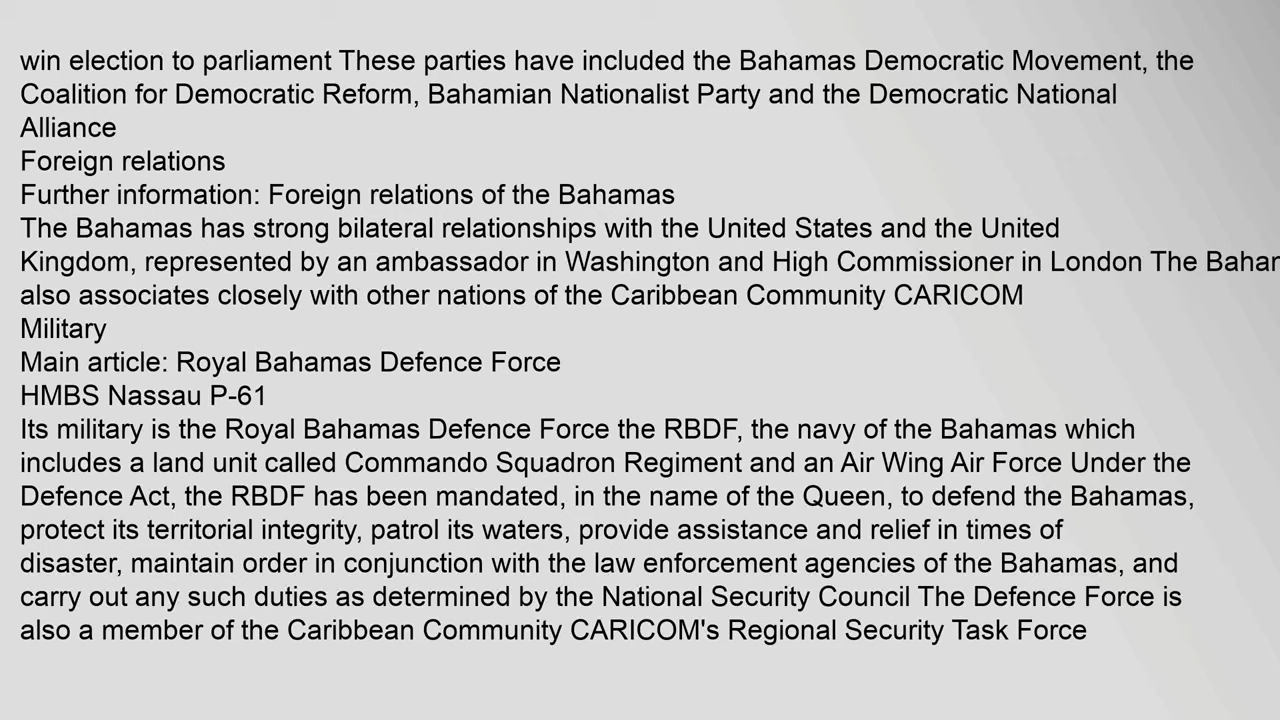 win election to parliament These parties have included the Bahamas Democratic Movement, the
Coalition for Democratic Reform, Bahamian Nationalist Party and the Democratic National
Alliance
Foreign relations
Further information: Foreign relations of the Bahamas
The Bahamas has strong bilateral relationships with the United States and the United
Kingdom, represented by an ambassador in Washington and High Commissioner in London The
also associates closely with other nations of the Caribbean Community CARICOM
Military
Main article: Royal Bahamas Defence Force
HMBS Nassau P-61
Its military is the Royal Bahamas Defence Force the RBDF, the navy of the Bahamas which
includes a land unit called Commando Squadron Regiment and an Air Wing Air Force Under the
Defence Act, the RBDF has been mandated, in the name of the Queen, to defend the Bahamas,
protect its territorial integrity, patrol its waters, provide assistance and relief in times of
disaster, maintain order in conjunction with the law enforcement agencies of the Bahamas, and
carry out any such duties as determined by the National Security Council The Defence Force is
also a member of the Caribbean Community CARICOM's Regional Security Task Force